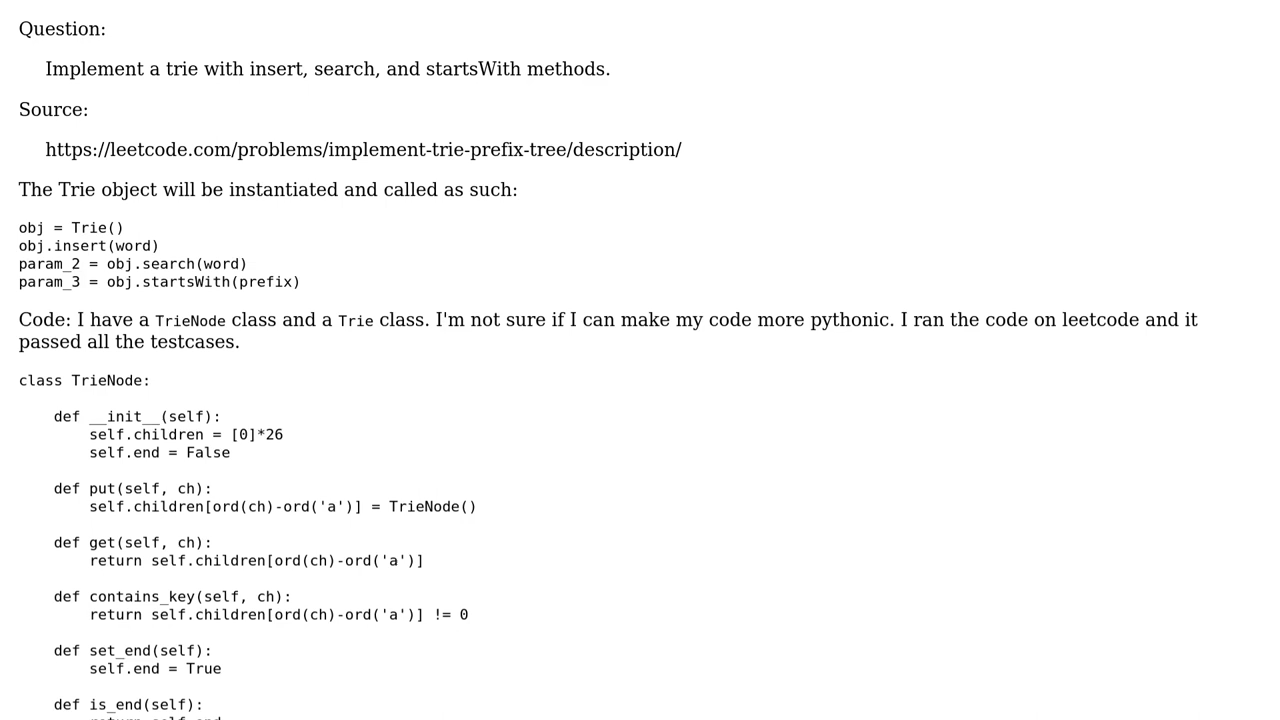 Question:
Implement a trie with insert, search, and startsWith methods.
Source:
https://leetcode.com/problems/implement-trie-prefix-tree/description/
The Trie object will be instantiated and called as such:
obj = Trie()
obj.insert(word)
param_2 = obj.search(word)
param_3 = obj.startsWith(prefix)
Code: I have a TrieNode class and a Trie class. I'm not sure if I can make my code more pythonic. I ran the code on leetcode and it
passed all the testcases.
class TrieNode:
    def __init__(self):
        self.children = [0]*26
        self.end = False
    def put(self, ch):
        self.children[ord(ch)-ord('a')] = TrieNode()
    def get(self, ch):
        return self.children[ord(ch)-ord('a')]
    def contains_key(self, ch):
        return self.children[ord(ch)-ord('a')] != 0
    def set_end(self):
        self.end = True
    def is_end(self):
        return self.end